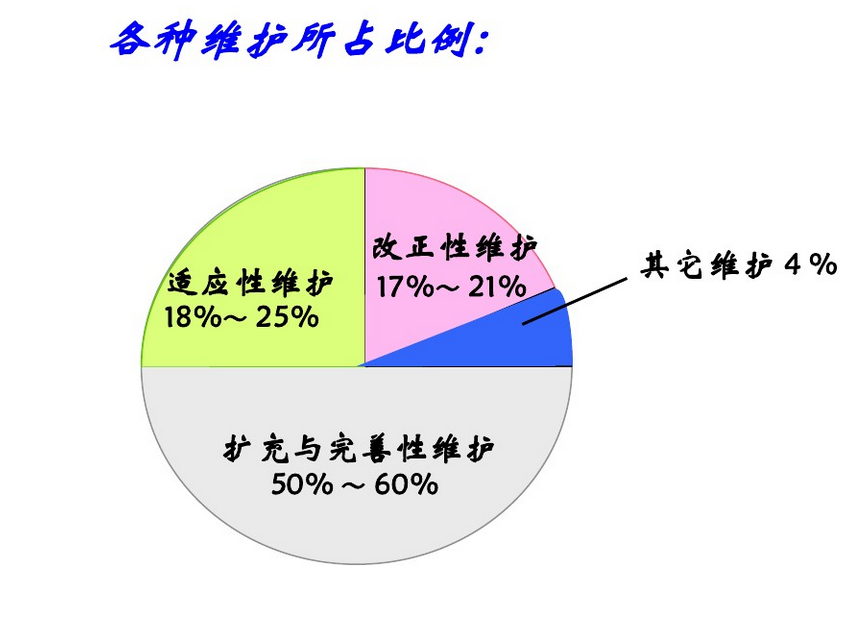 各种维护所占比例：
改正性维护
17%～21%
其它维护 4％
适应性维护
18%～25%
扩充与完善性维护
50%～60%